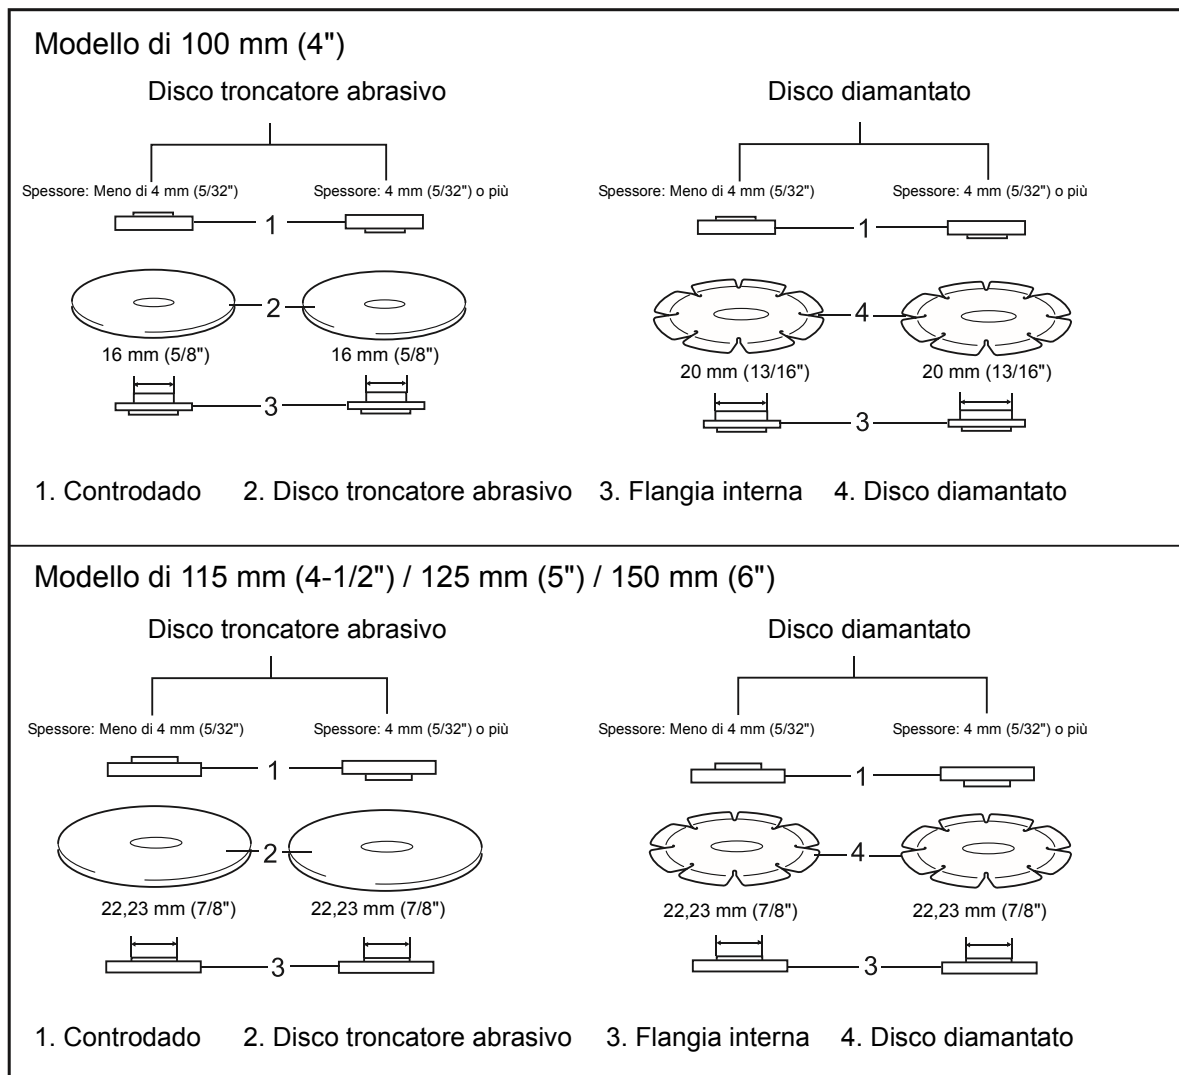 Modello di 100 mm (4")
Disco troncatore abrasivo
Disco diamantato
Spessore: Meno di 4 mm (5/32")
Spessore: 4 mm (5/32") o più
Spessore: Meno di 4 mm (5/32")
Spessore: 4 mm (5/32") o più
1
1
2
4
16 mm (5/8")
16 mm (5/8")
20 mm (13/16")
20 mm (13/16")
3
3
1. Controdado 2. Disco troncatore abrasivo 3. Flangia interna 4. Disco diamantato
Modello di 115 mm (4-1/2") / 125 mm (5") / 150 mm (6")
Disco troncatore abrasivo
Disco diamantato
Spessore: Meno di 4 mm (5/32")
Spessore: 4 mm (5/32") o più
Spessore: Meno di 4 mm (5/32")
Spessore: 4 mm (5/32") o più
1
1
2
4
22,23 mm (7/8")
22,23 mm (7/8")
22,23 mm (7/8")
22,23 mm (7/8")
3
3
1. Controdado 2. Disco troncatore abrasivo 3. Flangia interna 4. Disco diamantato